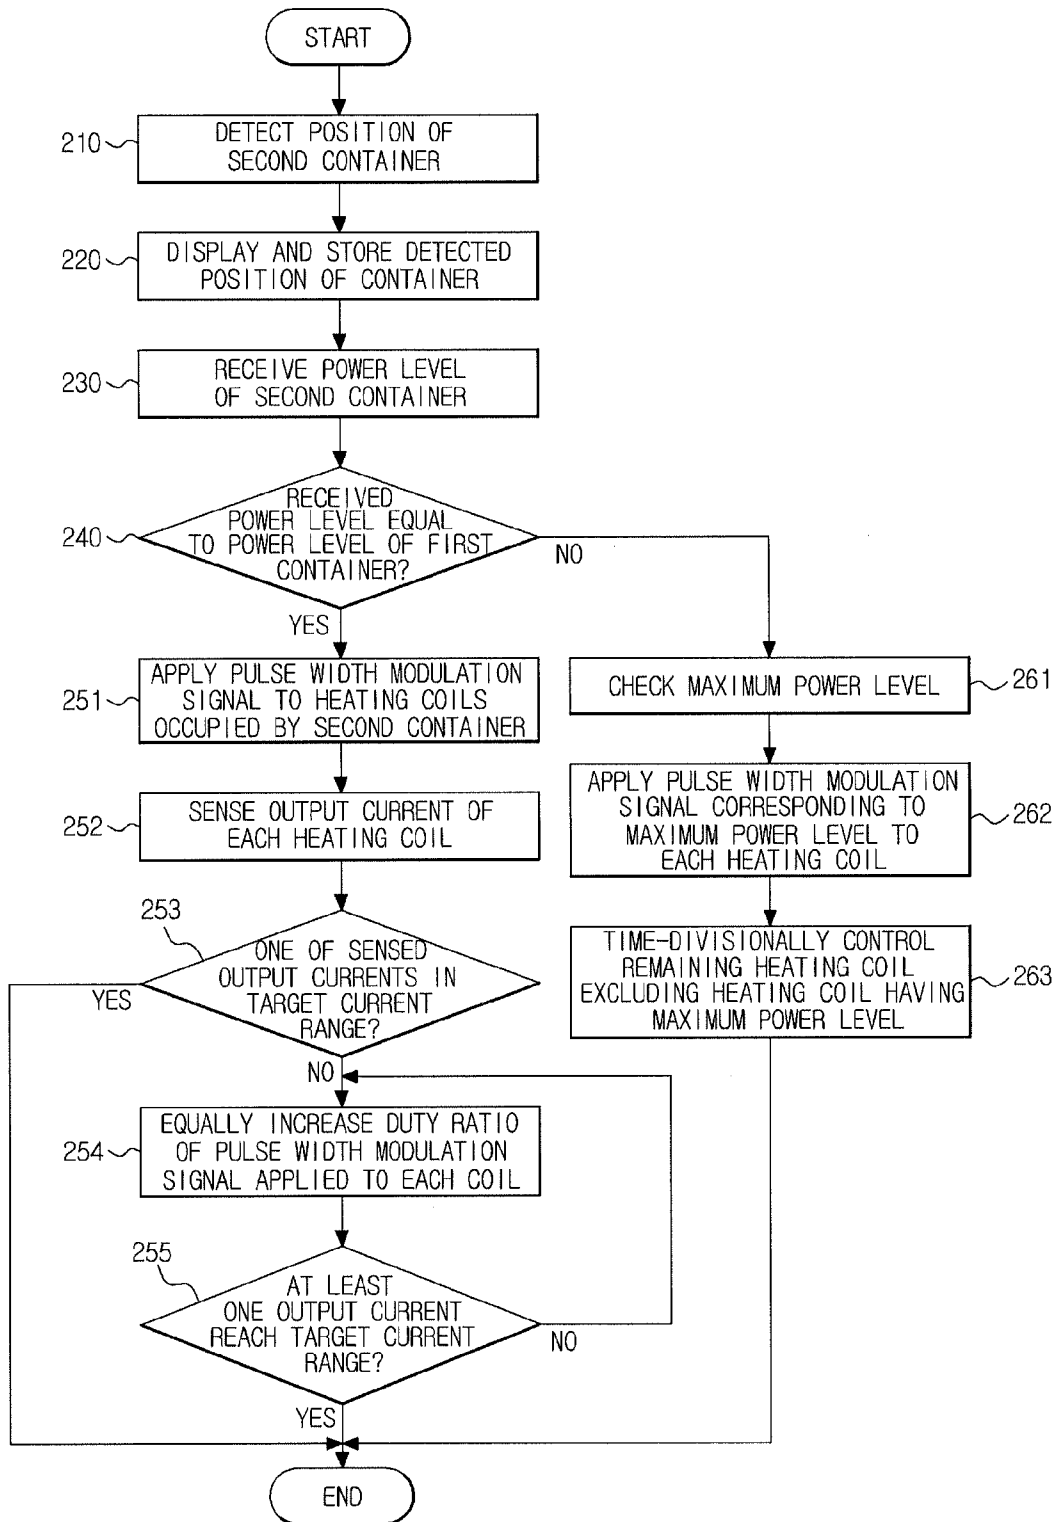 START
210
DETECT POSITION OF
SECOND CONTAINER
220
DISPLAY AND STORE DETECTED
POSITION OF CONTAINER
230
RECEIVE POWER LEVEL
OF SECOND CONTAINER
240
RECEIVED
POWER LEVEL EQUAL
TO POWER LEVEL OF FIRST
CONTAINER?
NO
YES
251
APPLY PULSE WIDTH MODULATION
SIGNAL TO HEATING COILS
OCCUPIED BY SECOND CONTAINER
CHECK MAXIMUM POWER LEVEL
261
252
SENSE OUTPUT CURRENT OF
EACH HEATING COIL
APPLY PULSE WIDTH MODULATION
SIGNAL CORRESPONDING TO
MAXIMUM POWER LEVEL TO
EACH HEATING COIL
262
253
ONE OF SENSED
OUTPUT CURRENTS IN
TARGET CURRENT
RANGE?
YES
NO
TIME-DIVISIONALLY CONTROL
REMAINING HEATING COIL
EXCLUDING HEATING COIL HAVING
MAXIMUM POWER LEVEL
263
254
EQUALLY INCREASE DUTY RATIO
OF PULSE WIDTH MODULATION
SIGNAL APPLIED TO EACH COIL
255
AT LEAST
ONE OUTPUT CURRENT
REACH TARGET CURRENT
RANGE?
NO
YES
END